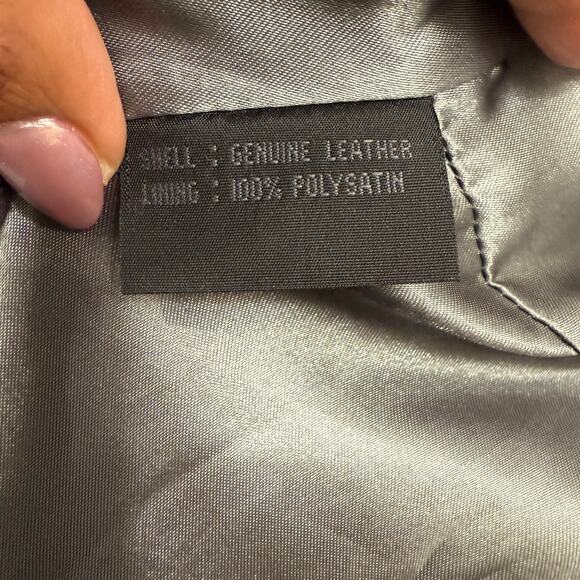 SHELL : GENUINE LEATHER
LINING : 100% POLYSATIN